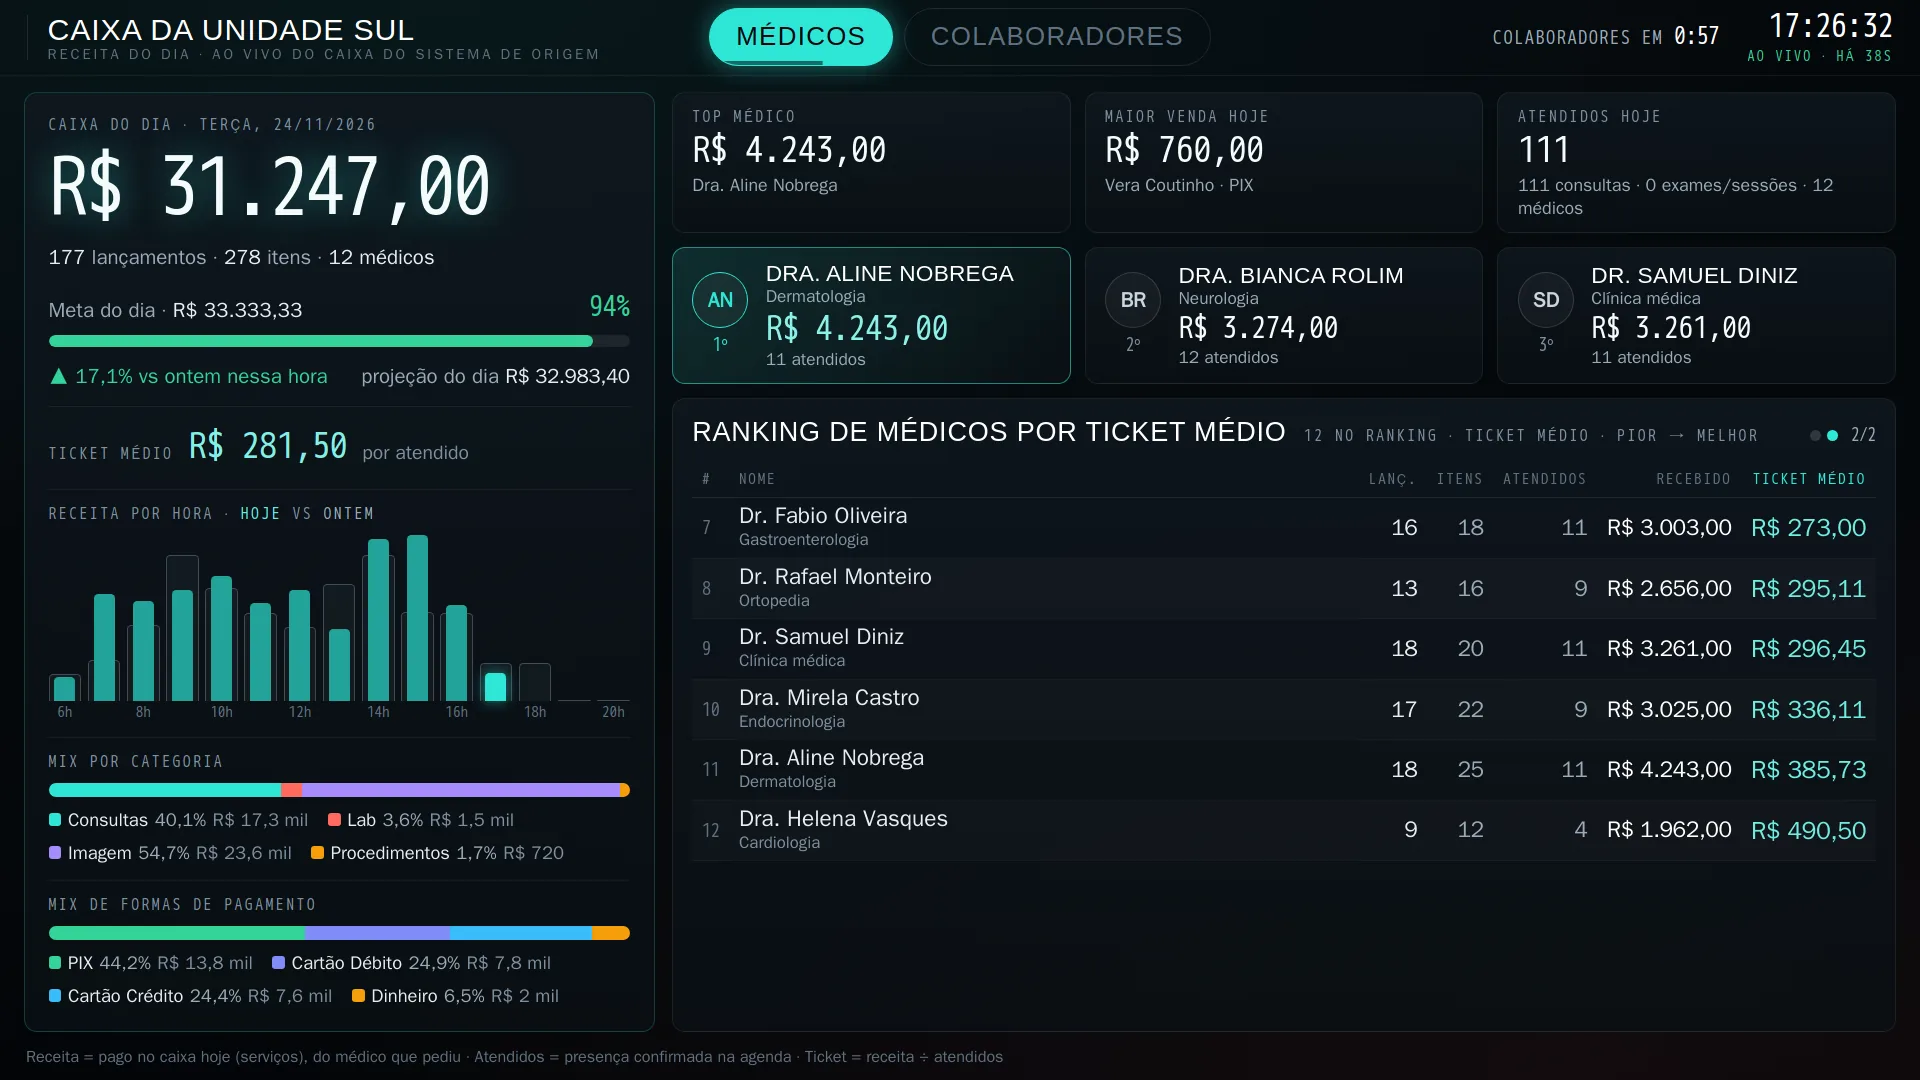 CAIXA DA UNIDADE SUL
RECEITA DO DIA · AO VIVO DO CAIXA DO SISTEMA DE ORIGEM
MÉDICOS
COLABORADORES
COLABORADORES EM 0:57
17:26:32
AO VIVO · HÁ 38S
CAIXA DO DIA · TERÇA, 24/11/2026
R$ 31.247,00
177 lançamentos · 278 itens · 12 médicos
Meta do dia · R$ 33.333,33
94%
▲ 17,1% vs ontem nessa hora
projeção do dia R$ 32.983,40
TICKET MÉDIO R$ 281,50 por atendido
RECEITA POR HORA · HOJE VS ONTEM
6h 8h 10h 12h 14h 16h 18h 20h
MIX POR CATEGORIA
Consultas 40,1% R$ 17,3 mil Lab 3,6% R$ 1,5 mil
Imagem 54,7% R$ 23,6 mil Procedimentos 1,7% R$ 720
MIX DE FORMAS DE PAGAMENTO
PIX 44,2% R$ 13,8 mil Cartão Débito 24,9% R$ 7,8 mil
Cartão Crédito 24,4% R$ 7,6 mil Dinheiro 6,5% R$ 2 mil
TOP MÉDICO
R$ 4.243,00
Dra. Aline Nobrega
MAIOR VENDA HOJE
R$ 760,00
Vera Coutinho · PIX
ATENDIDOS HOJE
111
111 consultas · 0 exames/sessões · 12
médicos
AN
1º
DRA. ALINE NOBREGA
Dermatologia
R$ 4.243,00
11 atendidos
BR
2º
DRA. BIANCA ROLIM
Neurologia
R$ 3.274,00
12 atendidos
SD
3º
DR. SAMUEL DINIZ
Clínica médica
R$ 3.261,00
11 atendidos
RANKING DE MÉDICOS POR TICKET MÉDIO
12 NO RANKING · TICKET MÉDIO · PIOR → MELHOR
2/2
# NOME LANÇ. ITENS ATENDIDOS RECEBIDO TICKET MÉDIO
7 Dr. Fabio Oliveira 16 18 11 R$ 3.003,00 R$ 273,00
Gastroenterologia
8 Dr. Rafael Monteiro 13 16 9 R$ 2.656,00 R$ 295,11
Ortopedia
9 Dr. Samuel Diniz 18 20 11 R$ 3.261,00 R$ 296,45
Clínica médica
10 Dra. Mirela Castro 17 22 9 R$ 3.025,00 R$ 336,11
Endocrinologia
11 Dra. Aline Nobrega 18 25 11 R$ 4.243,00 R$ 385,73
Dermatologia
12 Dra. Helena Vasques 9 12 4 R$ 1.962,00 R$ 490,50
Cardiologia
Receita = pago no caixa hoje (serviços), do médico que pediu · Atendidos = presença confirmada na agenda · Ticket = receita ÷ atendidos